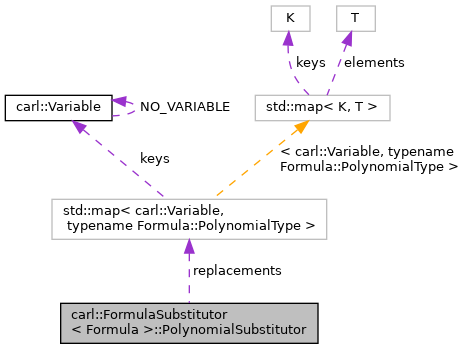 K
T
keys
elements
carl::Variable
NO_VARIABLE
std::map< K, T >
keys
< carl::Variable, typename
Formula::PolynomialType >
std::map< carl::Variable,
typename Formula::PolynomialType >
replacements
carl::FormulaSubstitutor
< Formula >::PolynomialSubstitutor